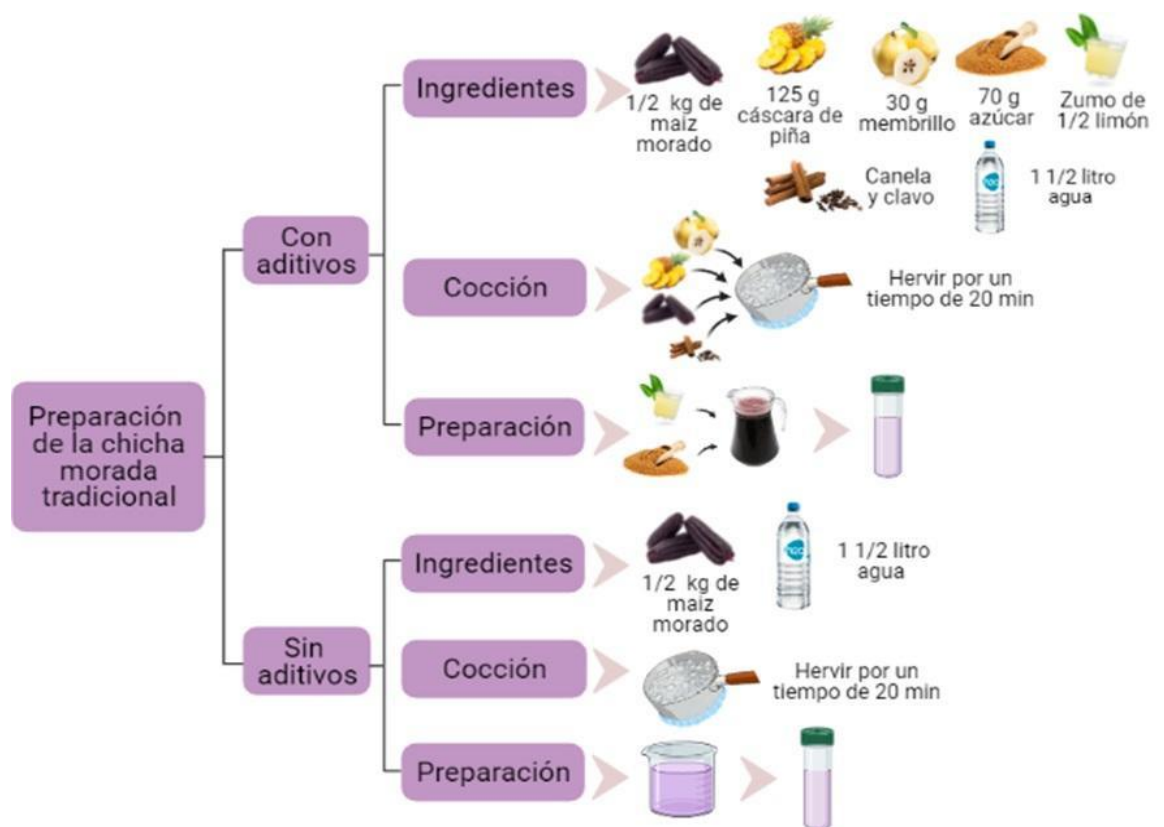 Preparación
de la chicha
morada
tradicional
Con
aditivos
Ingredientes
1/2 kg de
maiz
morado
125 g
cáscara de
piña
30 g
membrillo
70 g
azúcar
Zumo de
1/2 limón
Canela
y clavo
1 1/2 litro
agua
Cocción
Hervir por un
tiempo de 20 min
Preparación
Sin
aditivos
Ingredientes
1/2 kg de
maiz
morado
1 1/2 litro
agua
Cocción
Hervir por un
tiempo de 20 min
Preparación